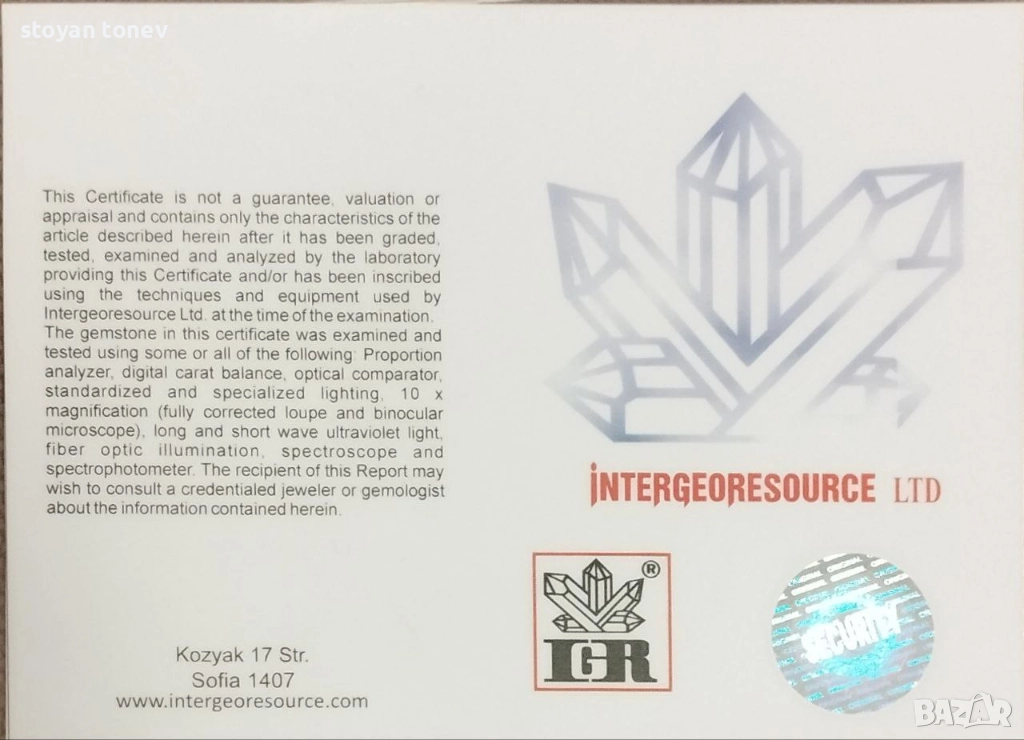 stoyan tonev
This Certificate is not a guarantee, valuation or
appraisal and contains only the characteristics of the
article described herein after it has been graded,
tested, examined and analyzed by the laboratory
providing this Certificate and/or has been inscribed
using the techniques and equipment used by
Intergeoresource Ltd. at the time of the examination.
The gemstone in this certificate was examined and
tested using some or all of the following: Proportion
analyzer, digital carat balance, optical comparator,
standardized and specialized lighting, 10 x
magnification (fully corrected loupe and binocular
microscope), long and short wave ultraviolet light,
fiber optic illumination, spectroscope and
spectrophotometer. The recipient of this Report may
wish to consult a credentialed jeweler or gemologist
about the information contained herein.
Kozyak 17 Str.
Sofia 1407
www.intergeoresource.com
INTERGEORESOURCE LTD
®
IGR
ORIGINAL
SECURITY
BAZAR